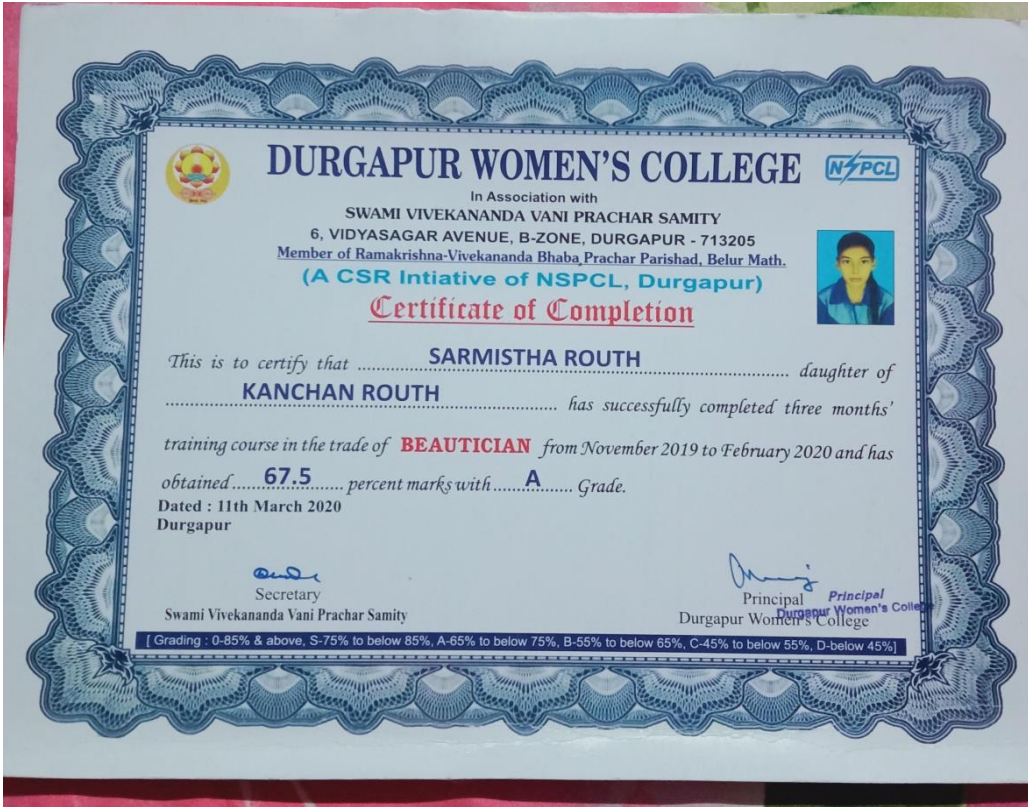 DURGAPUR WOMEN'S COLLEGE
NSPCL
In Association with
SWAMI VIVEKANANDA VANI PRACHAR SAMITY
6, VIDYASAGAR AVENUE, B-ZONE, DURGAPUR - 713205
Member of Ramakrishna-Vivekananda Bhaba Prachar Parishad, Belur Math.
(A CSR Intiative of NSPCL, Durgapur)
Certificate of Completion
This is to certify that SARMISTHA ROUTH daughter of
KANCHAN ROUTH has successfully completed three months'
training course in the trade of BEAUTICIAN from November 2019 to February 2020 and has
obtained 67.5 percent marks with A Grade.
Dated : 11th March 2020
Durgapur
Secretary
Swami Vivekananda Vani Prachar Samity
Principal
Durgapur Women's College
Principal
Durgapur Women's College
[ Grading : 0-85% & above, S-75% to below 85%, A-65% to below 75%, B-55% to below 65%, C-45% to below 55%, D-below 45%]